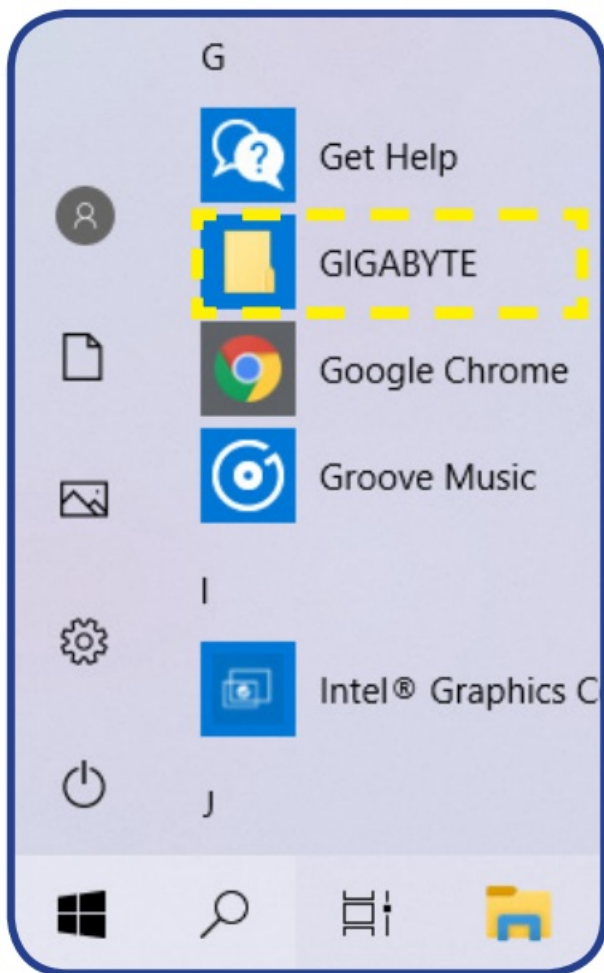 G
Get Help
GIGABYTE
Google Chrome
Groove Music
I
Intel® Graphics C
J